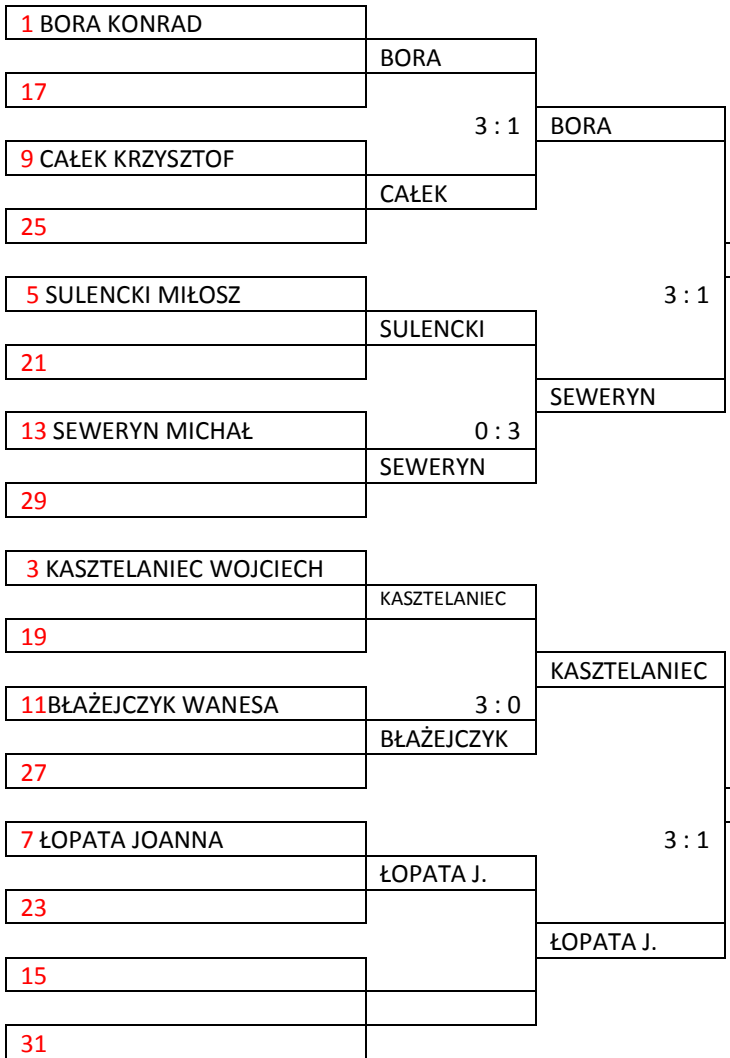 1 BORA KONRAD
BORA
17
3 : 1 BORA
9 CAŁEK KRZYSZTOF
CAŁEK
25
5 SULENCKI MIŁOSZ 3 : 1
SULENCKI
21
SEWERYN
13 SEWERYN MICHAŁ 0 : 3
SEWERYN
29
3 KASZTELANIEC WOJCIECH
KASZTELANIEC
19
KASZTELANIEC
11BŁAŻEJCZYK WANESA 3 : 0
BŁAŻEJCZYK
27
7 ŁOPATA JOANNA 3 : 1
ŁOPATA J.
23
ŁOPATA J.
15
31